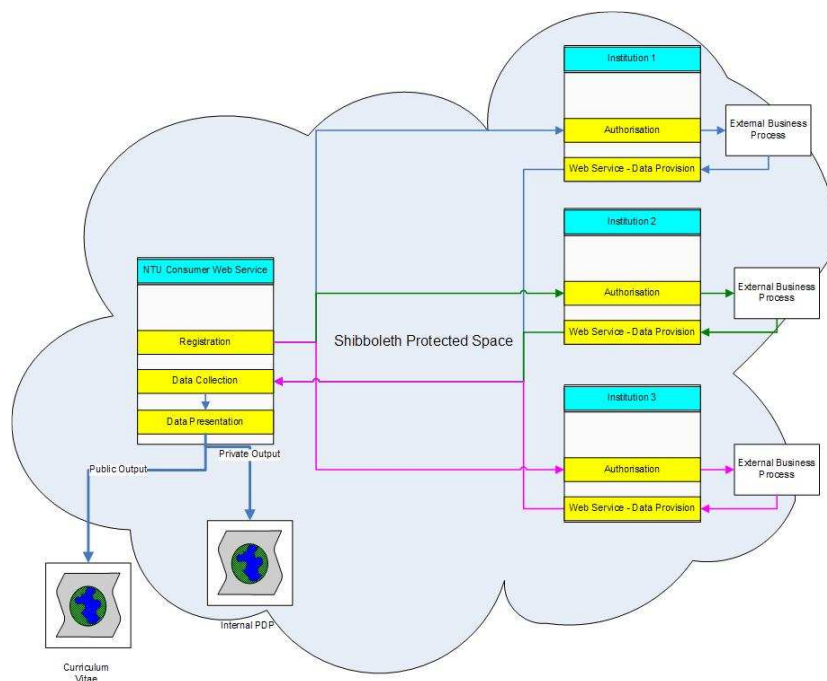 Institution 1
Authorisation
External Business
Process
Web Service - Data Provision
Institution 2
NTU Consumer Web Service
Authorisation
External Business
Process
Web Service - Data Provision
Registration
Shibboleth Protected Space
Data Collection
Institution 3
Data Presentation
Public Output
Private Output
Authorisation
External Business
Process
Web Service - Data Provision
Internal PDP
Curriculum
Vitae